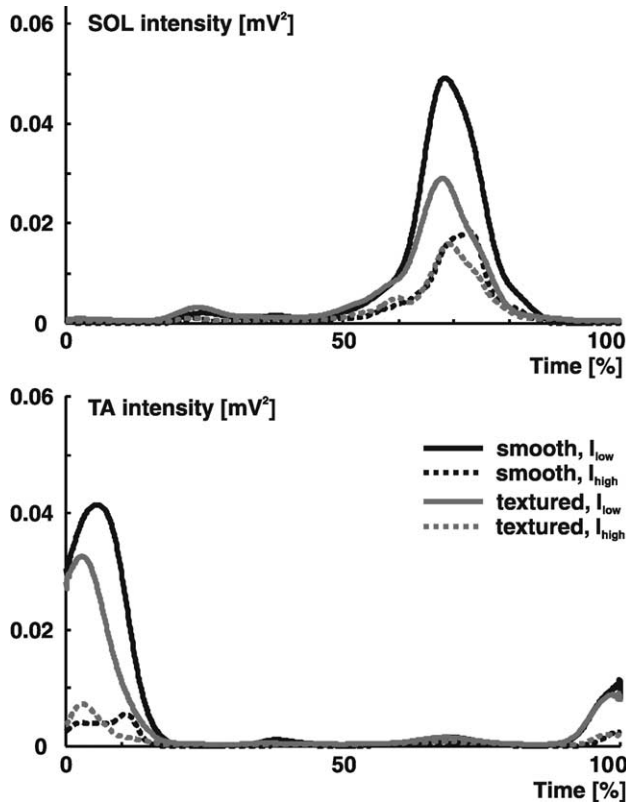 SOL intensity [mV²]
0.06
0.04
0.02
0
0
50
100
Time [%]
TA intensity [mV²]
0.06
0.04
0.02
0
smooth, I_low
smooth, I_high
textured, I_low
textured, I_high
0
50
100
Time [%]